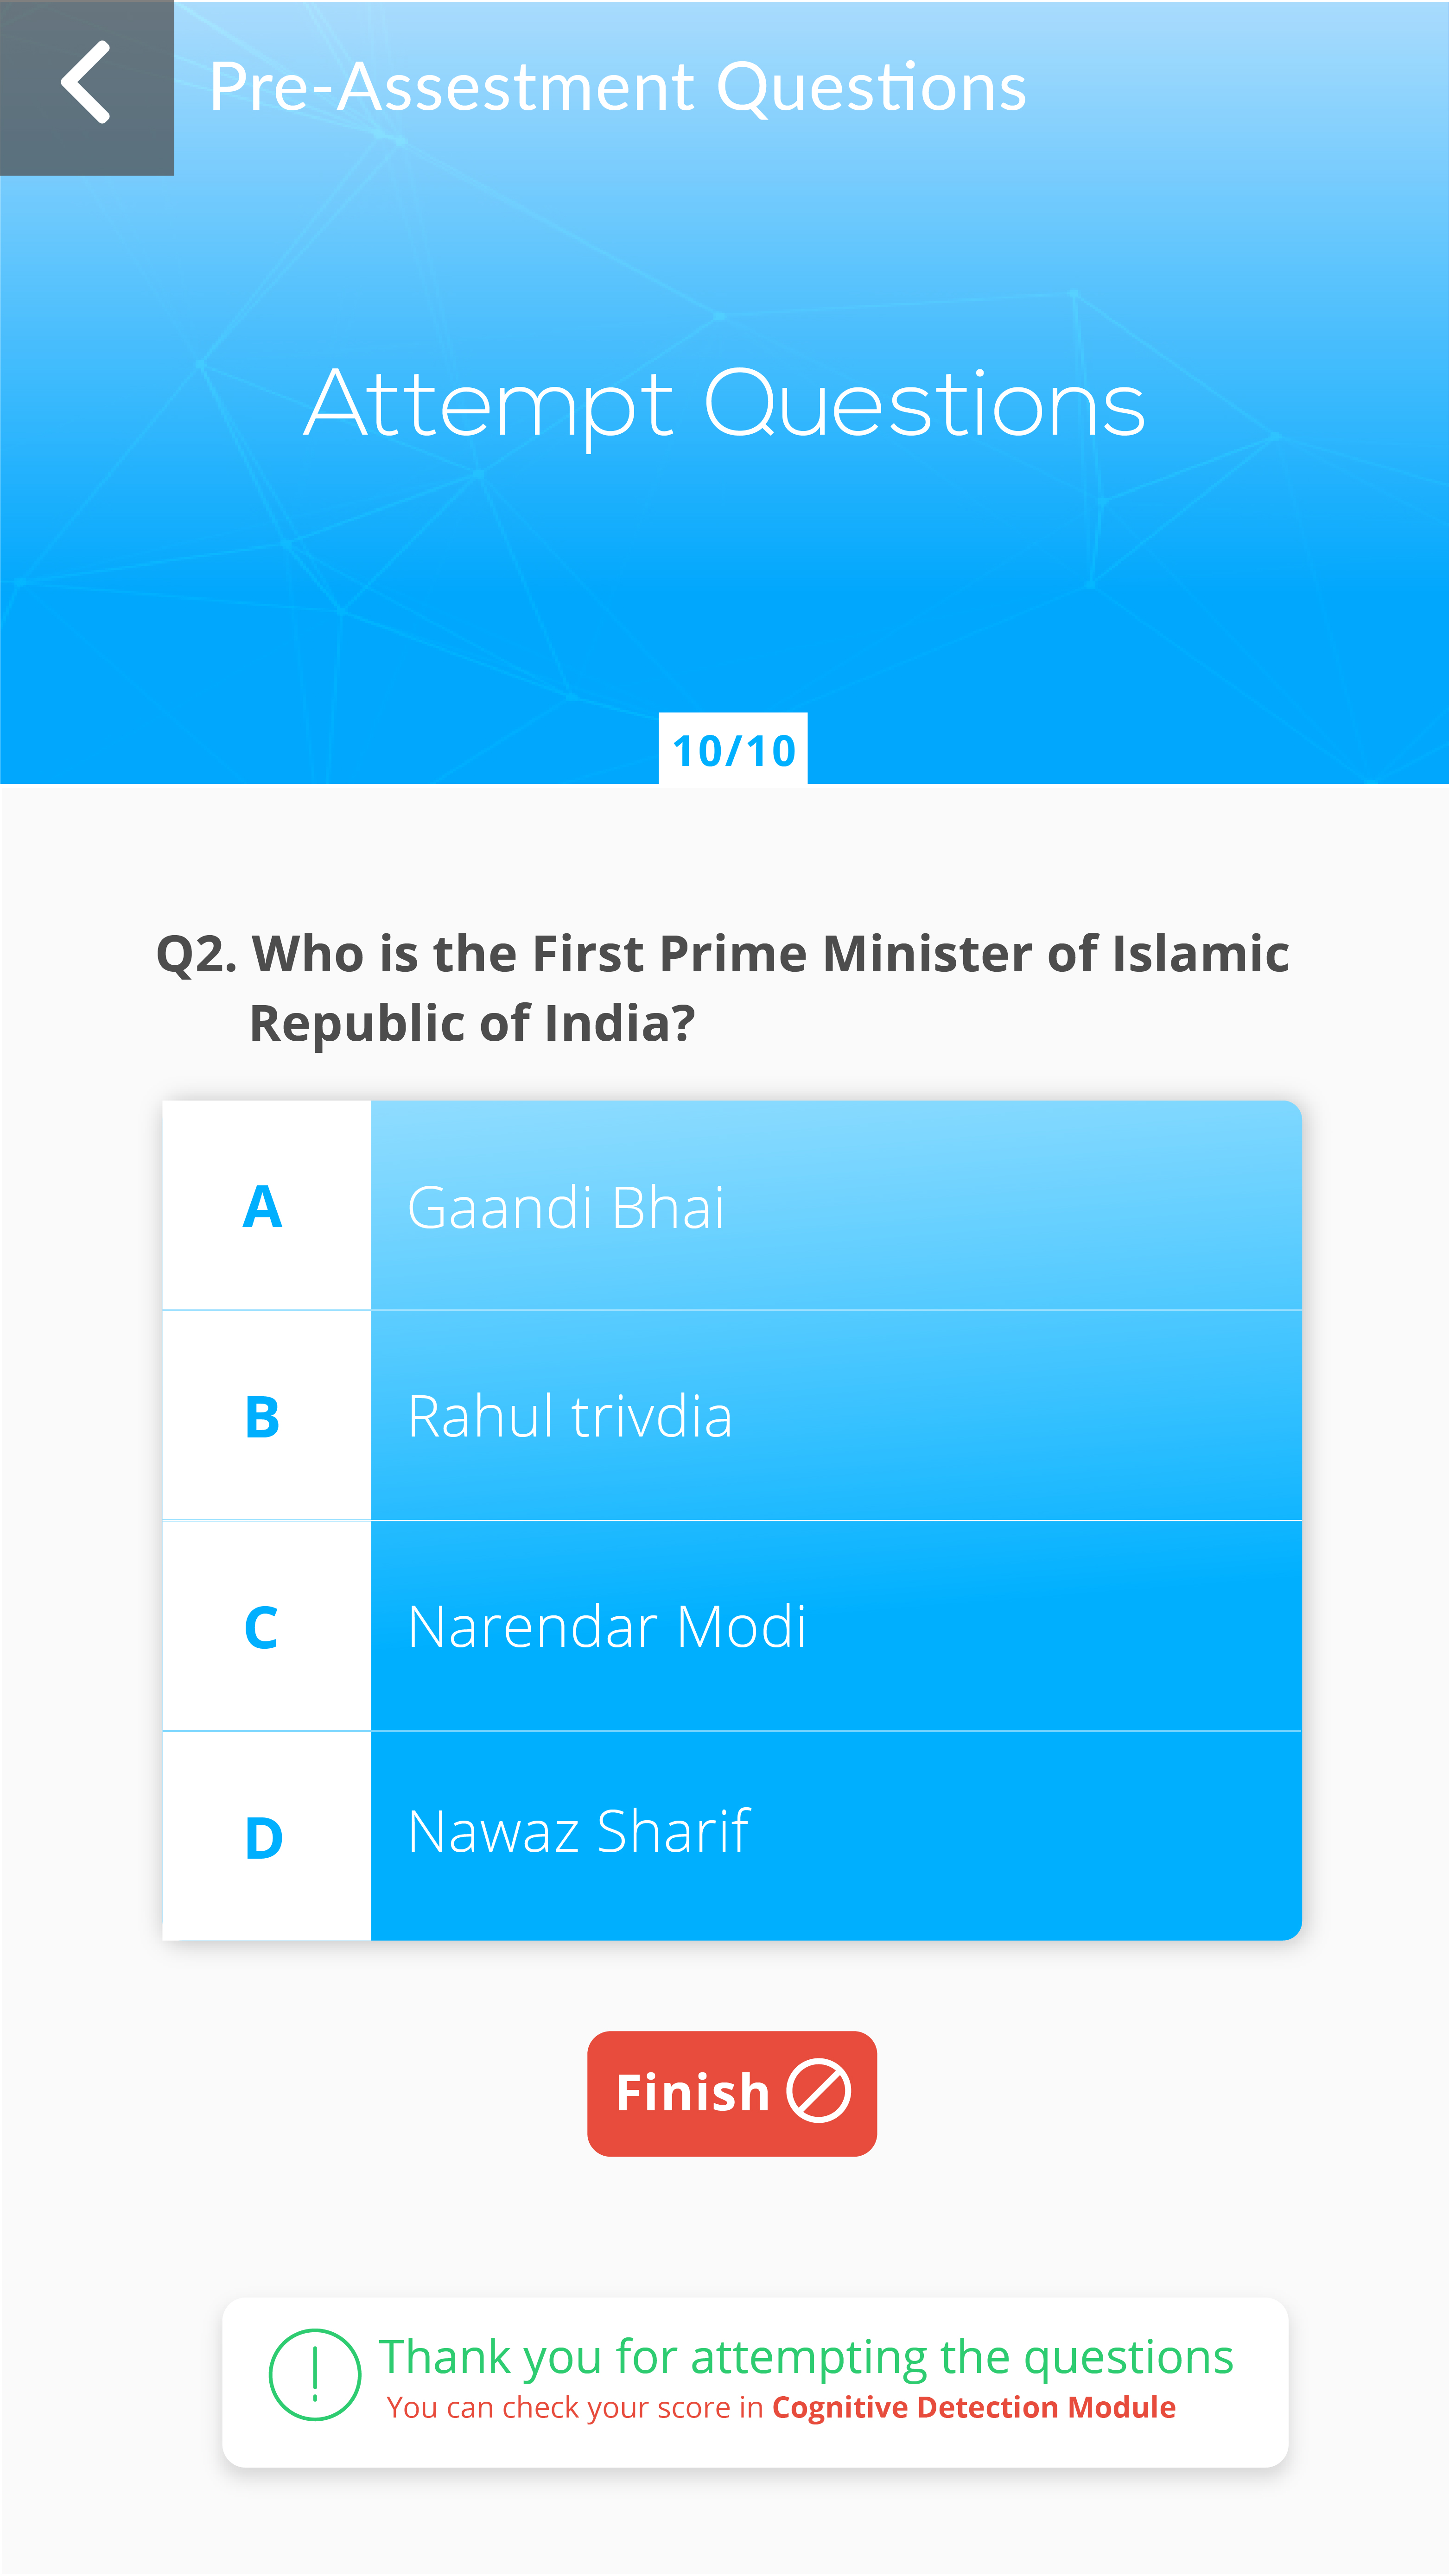 Pre-Assestment Questions
Attempt Questions
10/10
Q2. Who is the First Prime Minister of Islamic
Republic of India?
A Gaandi Bhai
B Rahul trivdia
C Narendar Modi
D Nawaz Sharif
Finish
Thank you for attempting the questions
You can check your score in Cognitive Detection Module